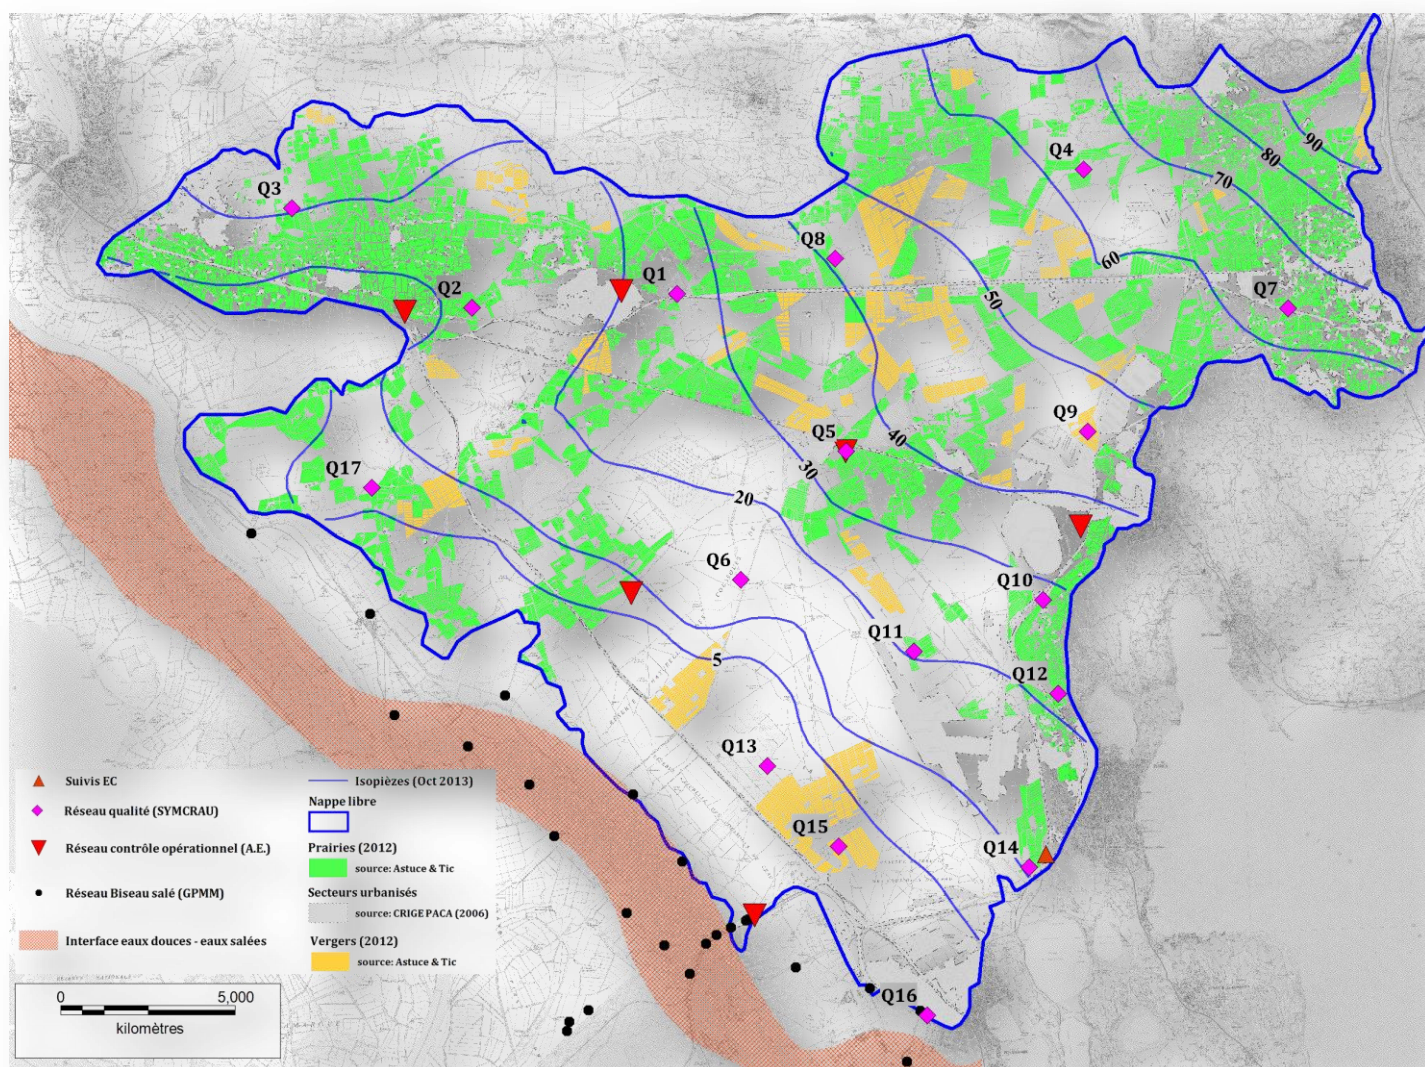 90
80
Q4
70
Q3
Q8
60
Q1
Q7
Q2
50
Q9
Q5
40
30
Q17
20
Q6
Q10
Q11
5
Q12
Q13
Q15
Q14
Q16
Suivis EC
Réseau qualité (SYMCRAU)
Réseau contrôle opérationnel (A.E.)
Réseau Biseau salé (GPMM)
Interface eaux douces - eaux salées
Isopièzes (Oct 2013)
Nappe libre
Prairies (2012)
source: Astuce & Tic
Secteurs urbanisés
source: CRIGE PACA (2006)
Vergers (2012)
source: Astuce & Tic
0 5,000
kilomètres